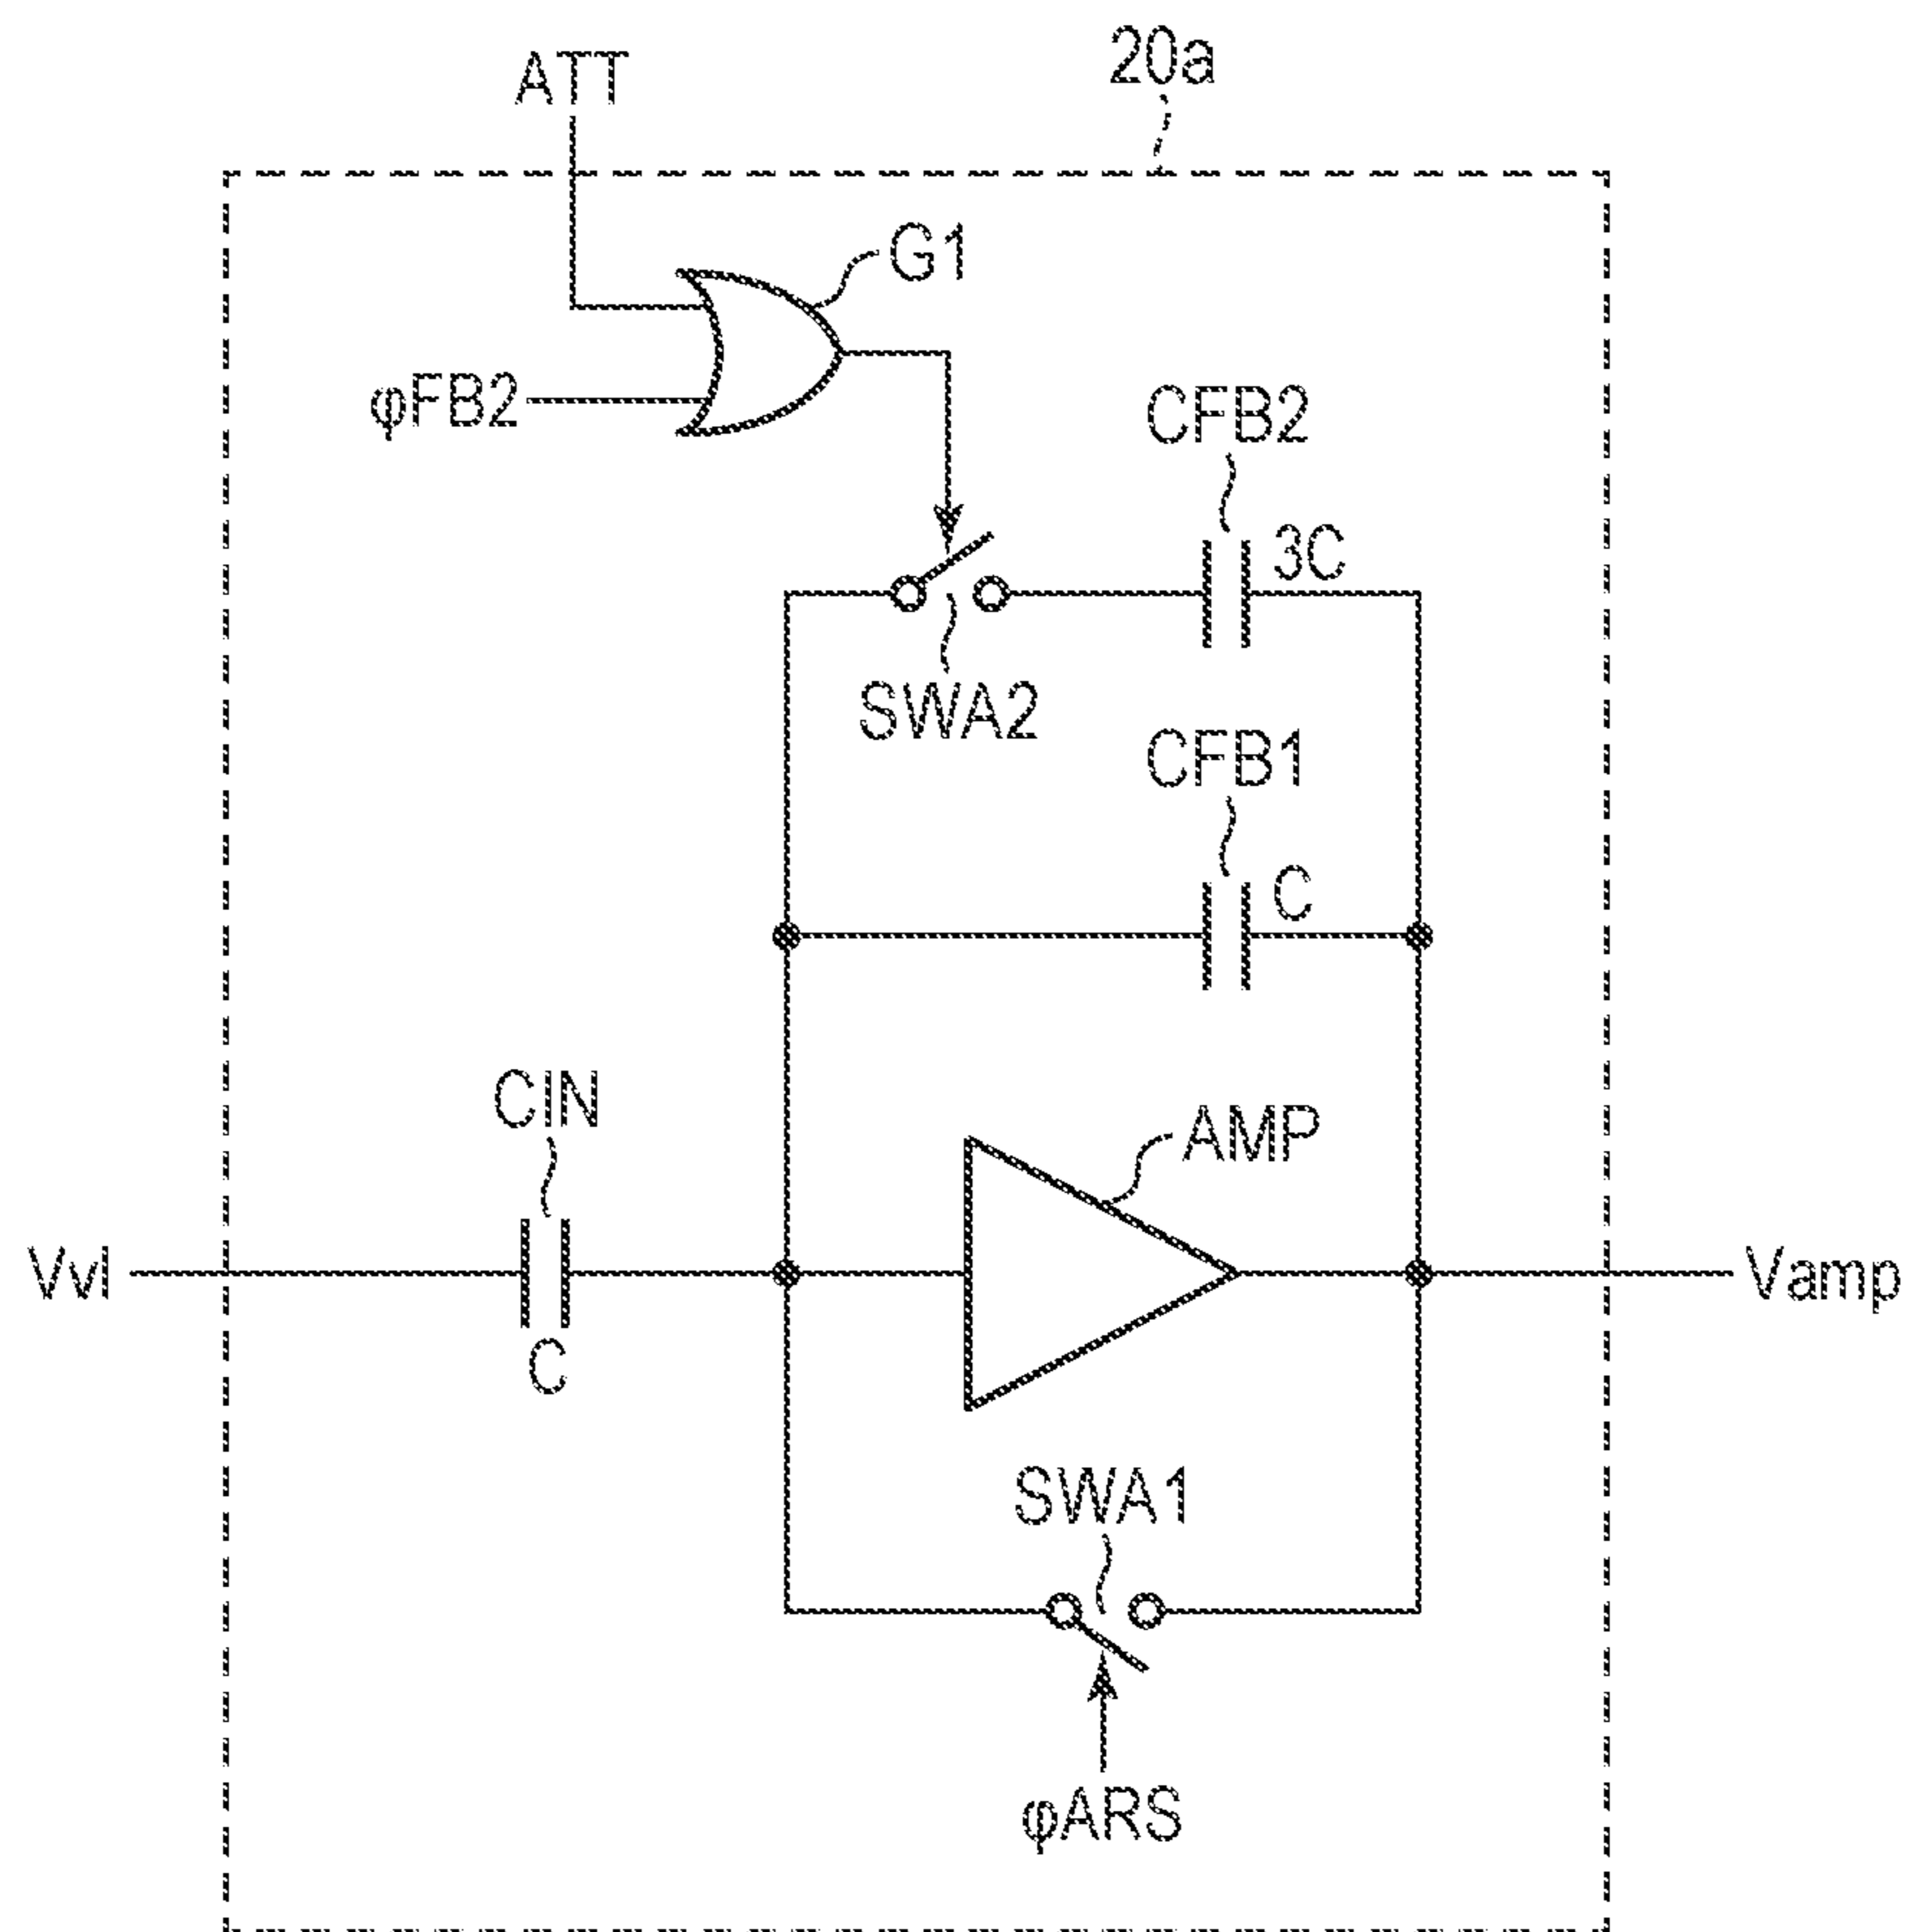 20a
ATT
G1
φFB2
CFB2
3C
SWA2
CFB1
C
CIN
AMP
Vvl
Vamp
C
SWA1
φARS